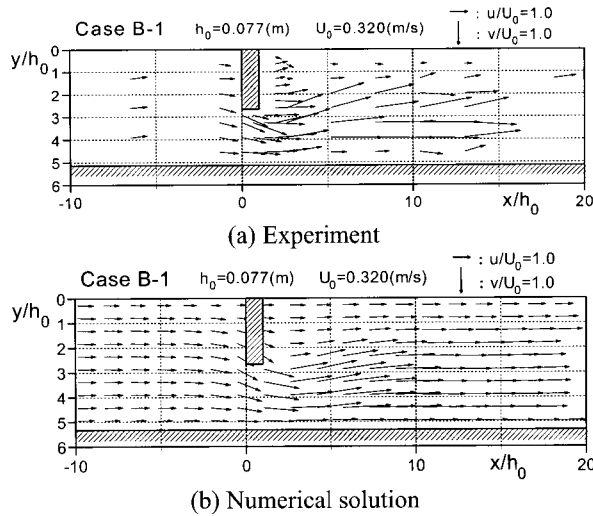 Case B-1 h₀=0.077(m) U₀=0.320(m/s) → : u/U₀=1.0
↓ : v/U₀=1.0
y/h₀
0
1
2
3
4
5
6
-10 0 10 20
x/h₀
(a) Experiment
Case B-1 h₀=0.077(m) U₀=0.320(m/s) → : u/U₀=1.0
↓ : v/U₀=1.0
y/h₀
0
1
2
3
4
5
6
-10 0 10 20
x/h₀
(b) Numerical solution